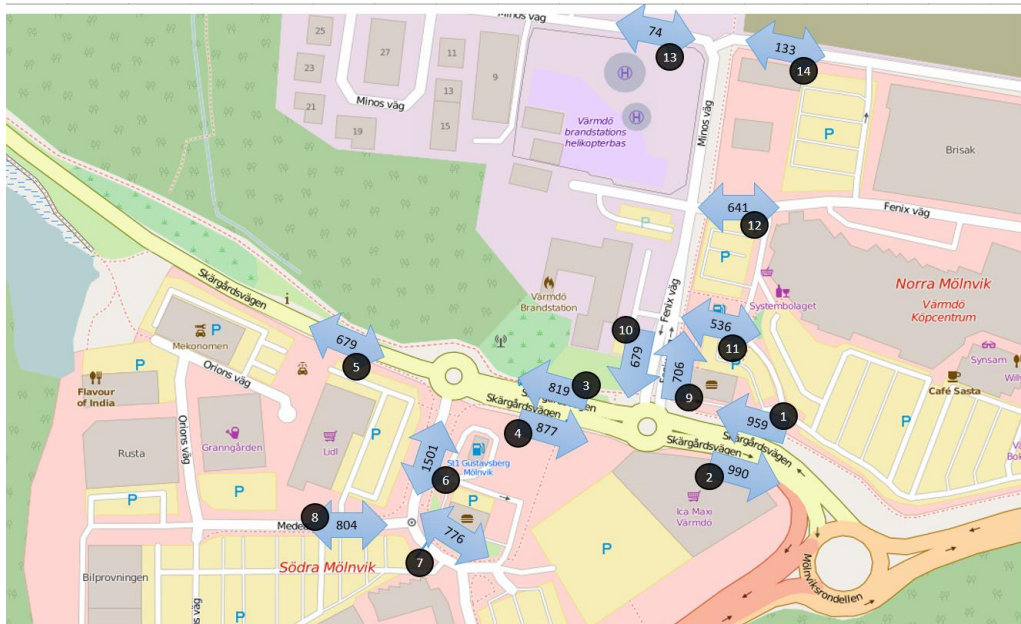 Minos väg
74
13
133
14
25
27
11
23
9
13
21
Minos väg
15
19
Värmdö
brandstations
helikopterbas
H
H
Minos väg
P
Brisak
641
12
Fenix väg
P
P
Skärgårdsvägen
i
Värmdö
Brandstation
Fenix väg
Systembolaget
Norra Mölnvik
Värmdö
Köpcentrum
P
Mekonomen
679
5
10
679
536
11
Synsam
Orions väg
Flavour
of India
819
3
Skärgårdsvägen
Skärgårdsvägen
706
9
Café Sasta
959
1
Granngården
Orions väg
Lidl
P
4
877
Skärgårdsvägen
Skärgårdsvägen
Rusta
1501
St1 Gustavsberg
Mölnvik
2
990
6
P
P
P
Ica Maxi
Värmdö
8
804
776
P
7
Södra Mölnvik
Bilprovningen
Mölnviksrondellen
P
väg